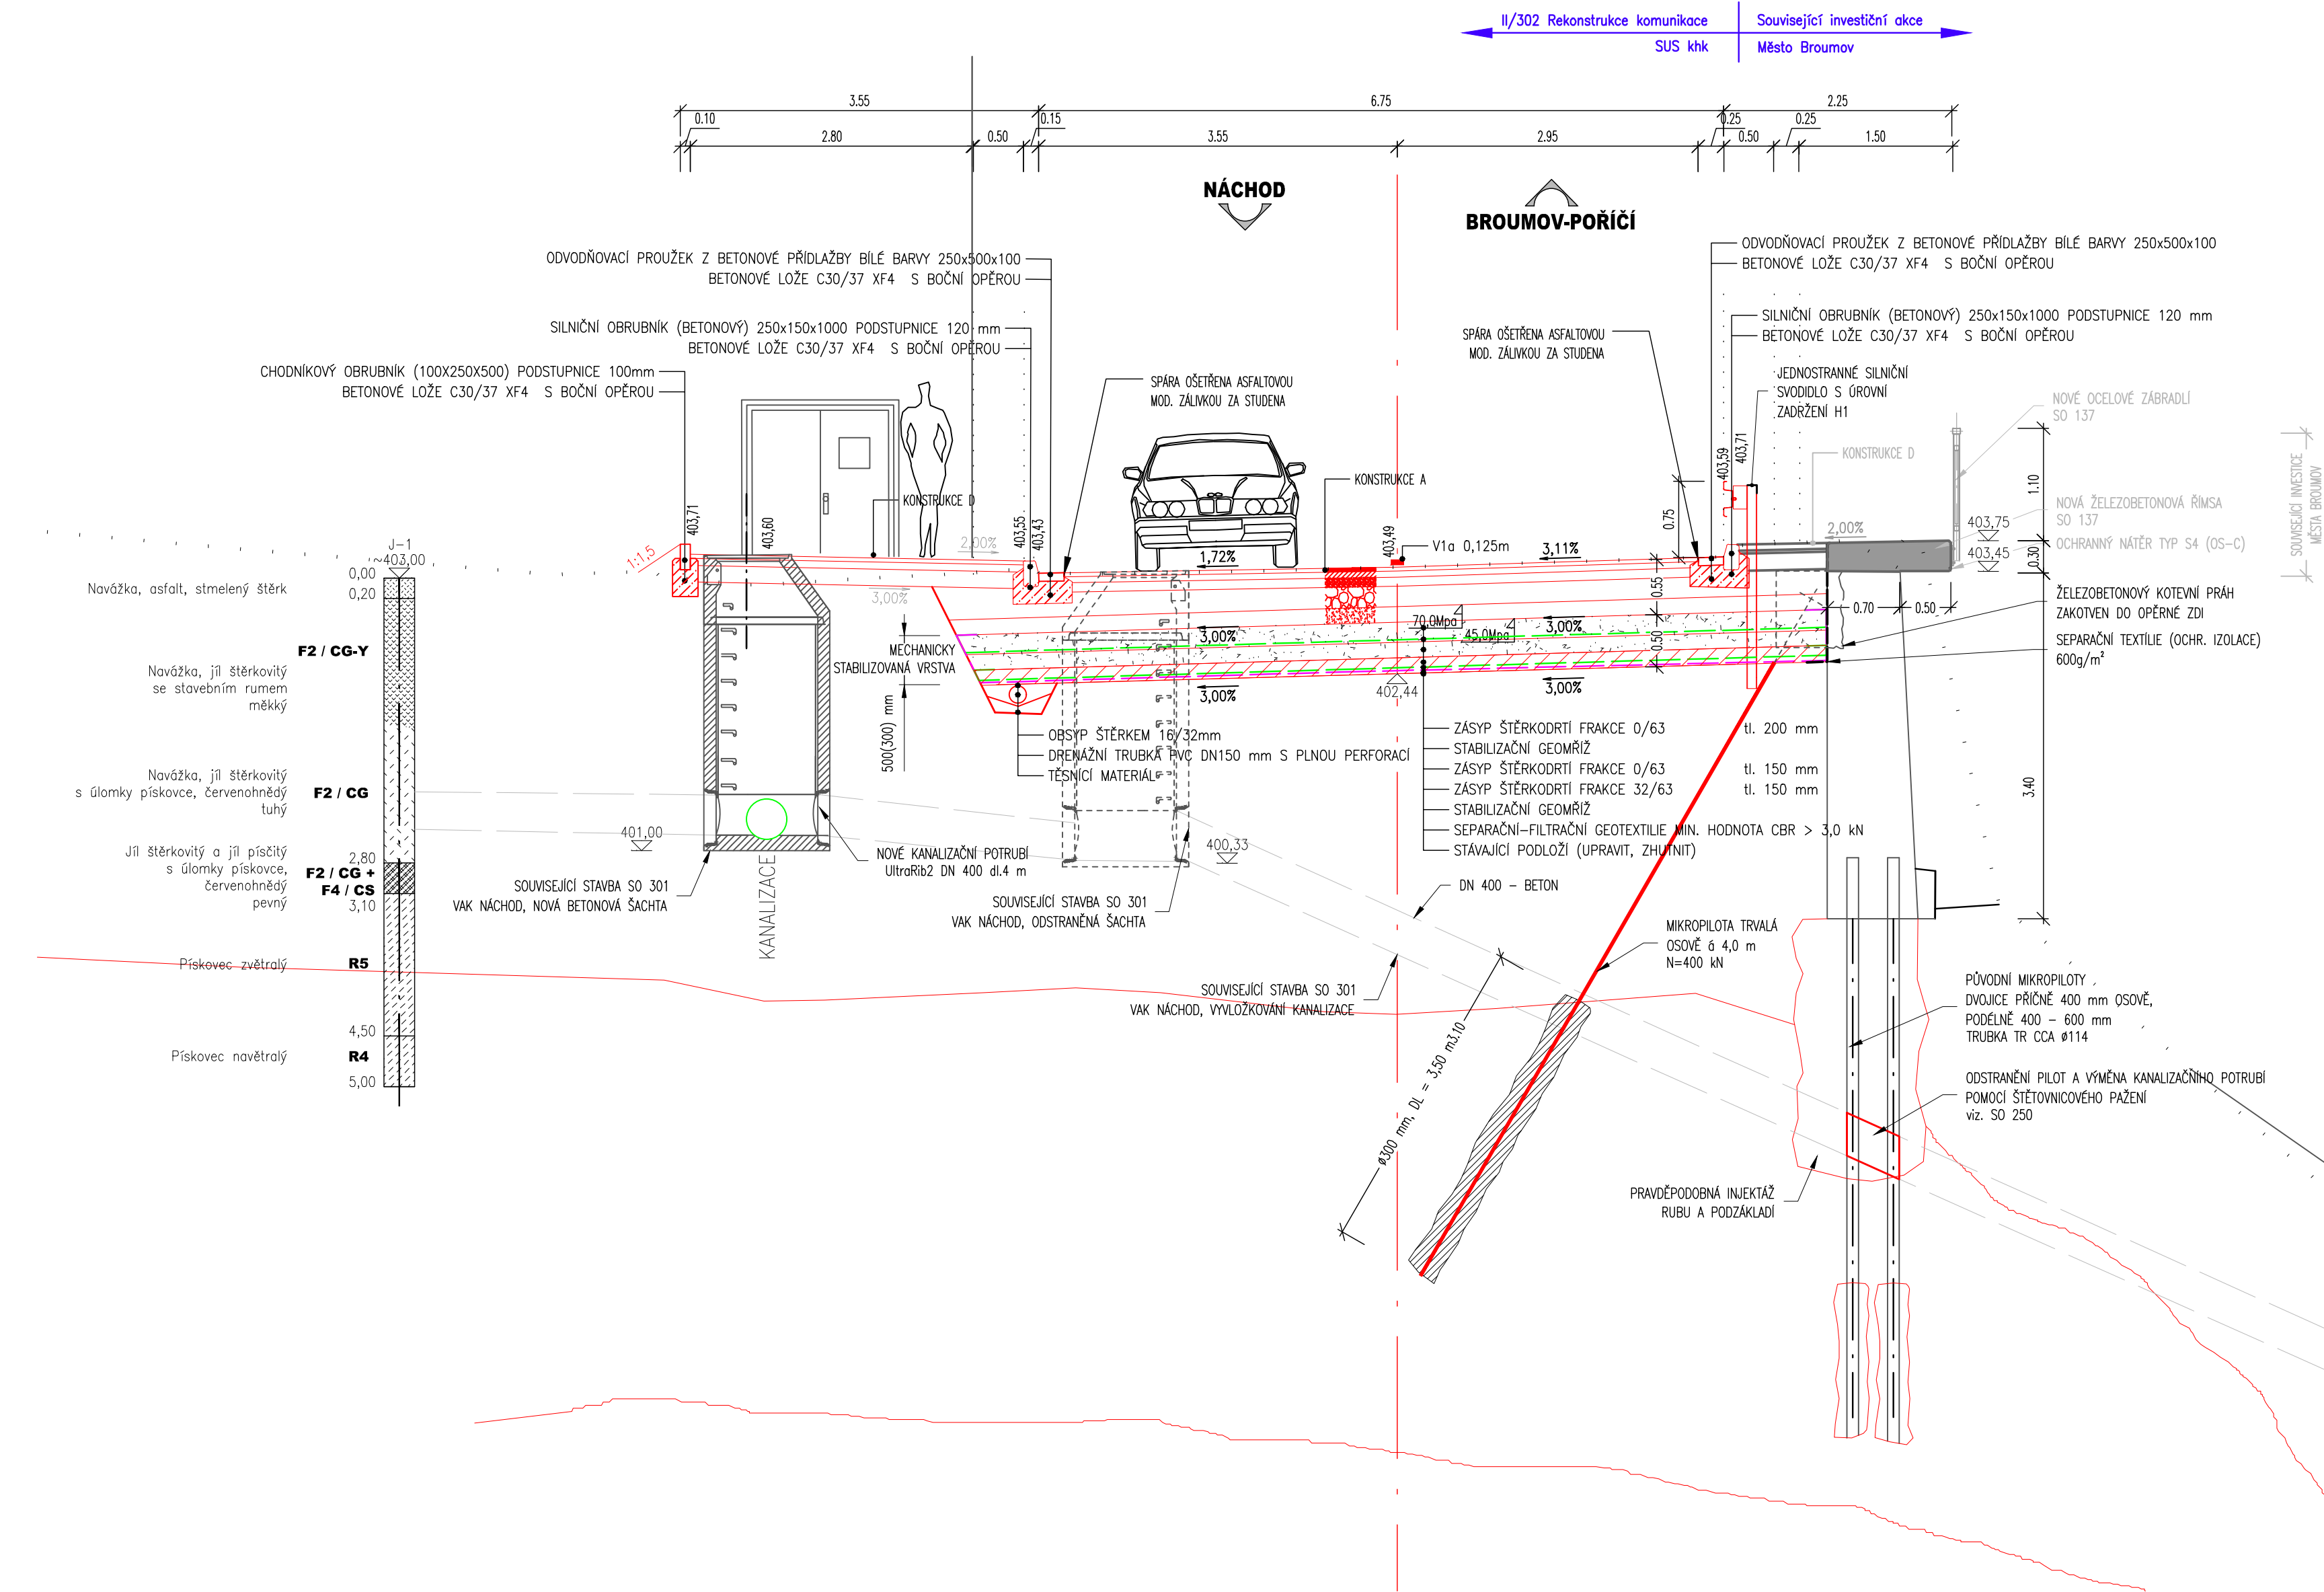 II/302 Rekonstrukce komunikace
Související investiční akce
SUS khk
Město Broumov
3.55
6.75
2.25
0.10
0.15
0.25
0.25
2.80
0.50
3.55
2.95
0.50
1.50
NÁCHOD
BROUMOV-POŘÍČÍ
ODVODŇOVACÍ PROUŽEK Z BETONOVÉ PŘÍDLAŽBY BÍLÉ BARVY 250x500x100
BETONOVÉ LOŽE C30/37 XF4 S BOČNÍ OPĚROU
SILNIČNÍ OBRUBNÍK (BETONOVÝ) 250x150x1000 PODSTUPNICE 120 mm
BETONOVÉ LOŽE C30/37 XF4 S BOČNÍ OPĚROU
CHODNÍKOVÝ OBRUBNÍK (100X250X500) PODSTUPNICE 100mm
BETONOVÉ LOŽE C30/37 XF4 S BOČNÍ OPĚROU
SPÁRA OŠETŘENA ASFALTOVOU
MOD. ZÁLIVKOU ZA STUDENA
SPÁRA OŠETŘENA ASFALTOVOU
MOD. ZÁLIVKOU ZA STUDENA
ODVODŇOVACÍ PROUŽEK Z BETONOVÉ PŘÍDLAŽBY BÍLÉ BARVY 250x500x100
BETONOVÉ LOŽE C30/37 XF4 S BOČNÍ OPĚROU
SILNIČNÍ OBRUBNÍK (BETONOVÝ) 250x150x1000 PODSTUPNICE 120 mm
BETONOVÉ LOŽE C30/37 XF4 S BOČNÍ OPĚROU
JEDNOSTRANNÉ SILNIČNÍ
SVODIDLO S ÚROVNÍ
ZADRŽENÍ H1
NOVÉ OCELOVÉ ZÁBRADLÍ
SO 137
KONSTRUKCE D
SOUVISEJÍCÍ INVESTICE
MĚSTA BROUMOV
NOVÁ ŽELEZOBETONOVÁ ŘÍMSA
SO 137
OCHRANNÝ NÁTĚR TYP S4 (OS-C)
1.10
0.30
403,75
403,45
2,00%
ŽELEZOBETONOVÝ KOTEVNÍ PRÁH
ZAKOTVEN DO OPĚRNÉ ZDI
SEPARAČNÍ TEXTÍLIE (OCHR. IZOLACE)
600g/m²
0.70
0.50
3.40
KONSTRUKCE D
KONSTRUKCE A
403,71
403,60
403,55
403,43
403,49
403,59
403,71
0.75
V1a 0,125m
1:1,5
2,00%
3,00%
1,72%
3,11%
0.55
0.50
70,0Mpa
45,0Mpa
3,00%
3,00%
3,00%
3,00%
402,44
MECHANICKY
STABILIZOVANÁ VRSTVA
500(300) mm
OBSYP ŠTĚRKEM 16/32mm
DRENÁŽNÍ TRUBKA PVC DN150 mm S PLNOU PERFORACÍ
TĚSNÍCÍ MATERIÁL
ZÁSYP ŠTĚRKODRTÍ FRAKCE 0/63 tl. 200 mm
STABILIZAČNÍ GEOMŘÍŽ
ZÁSYP ŠTĚRKODRTÍ FRAKCE 0/63 tl. 150 mm
ZÁSYP ŠTĚRKODRTÍ FRAKCE 32/63 tl. 150 mm
STABILIZAČNÍ GEOMŘÍŽ
SEPARAČNÍ-FILTRAČNÍ GEOTEXTILIE MIN. HODNOTA CBR > 3,0 kN
STÁVAJÍCÍ PODLOŽÍ (UPRAVIT, ZHUTNIT)
J-1
~403,00
0,00
0,20
2,80
3,10
4,50
5,00
Navážka, asfalt, stmelený štěrk
F2 / CG-Y
Navážka, jíl štěrkovitý
se stavebním rumem
měkký
Navážka, jíl štěrkovitý
s úlomky pískovce, červenohnědý
tuhý
F2 / CG
Jíl štěrkovitý a jíl písčitý
s úlomky pískovce,
červenohnědý
pevný
F2 / CG +
F4 / CS
Pískovec zvětralý
R5
Pískovec navětralý
R4
401,00
400,33
KANALIZACE
NOVÉ KANALIZAČNÍ POTRUBÍ
UltraRib2 DN 400 dl.4 m
SOUVISEJÍCÍ STAVBA SO 301
VAK NÁCHOD, NOVÁ BETONOVÁ ŠACHTA
SOUVISEJÍCÍ STAVBA SO 301
VAK NÁCHOD, ODSTRANĚNÁ ŠACHTA
DN 400 - BETON
SOUVISEJÍCÍ STAVBA SO 301
VAK NÁCHOD, VYVLOŽKOVÁNÍ KANALIZACE
MIKROPILOTA TRVALÁ
OSOVĚ á 4,0 m
N=400 kN
ø300 mm, DL = 3,50 m3.10
PŮVODNÍ MIKROPILOTY
DVOJICE PŘÍČNĚ 400 mm OSOVĚ,
PODÉLNĚ 400 - 600 mm
TRUBKA TR CCA ø114
ODSTRANĚNÍ PILOT A VÝMĚNA KANALIZAČNÍHO POTRUBÍ
POMOCÍ ŠTĚTOVNICOVÉHO PAŽENÍ
viz. SO 250
PRAVDĚPODOBNÁ INJEKTÁŽ
RUBU A PODZÁKLADÍ